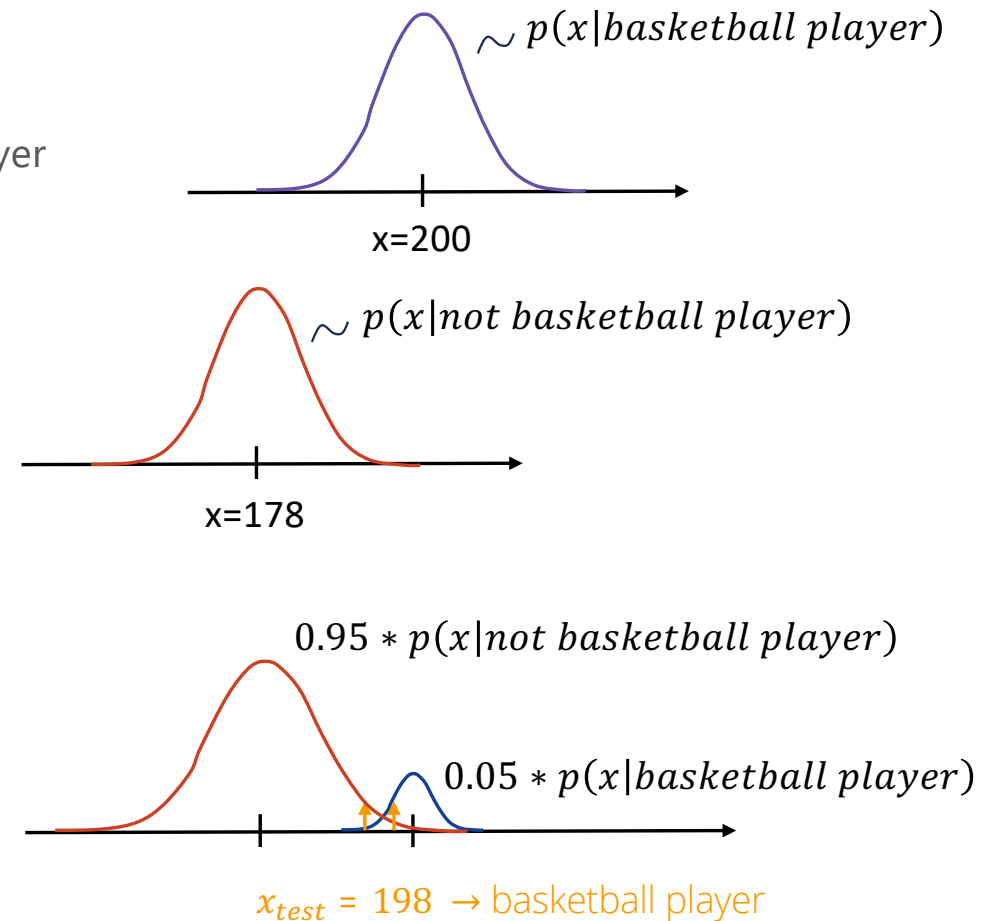 p(x|basketball player)
yer
x=200
p(x|not basketball player)
x=178
0.95 * p(x|not basketball player)
0.05 * p(x|basketball player)
x_test = 198 → basketball player